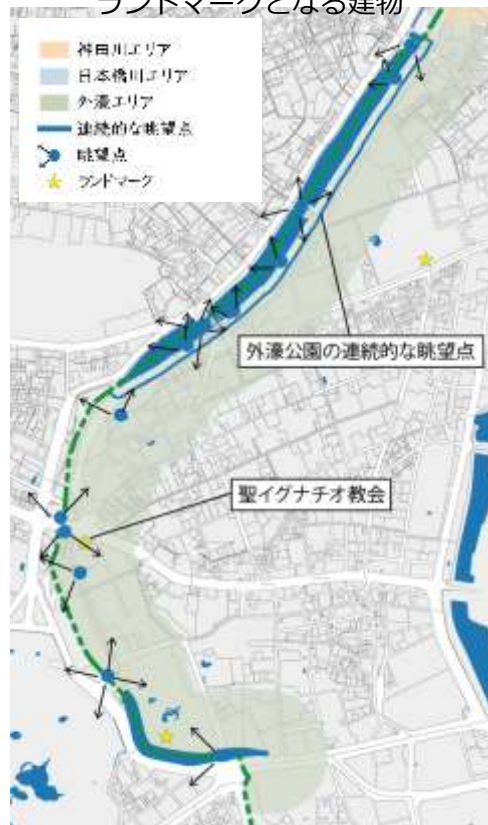 ランドマークとなる建物
神田川エリア
日本橋川エリア
外濠エリア
連続的な眺望点
眺望点
ランドマーク
外濠公園の連続的な眺望点
聖イグナチオ教会